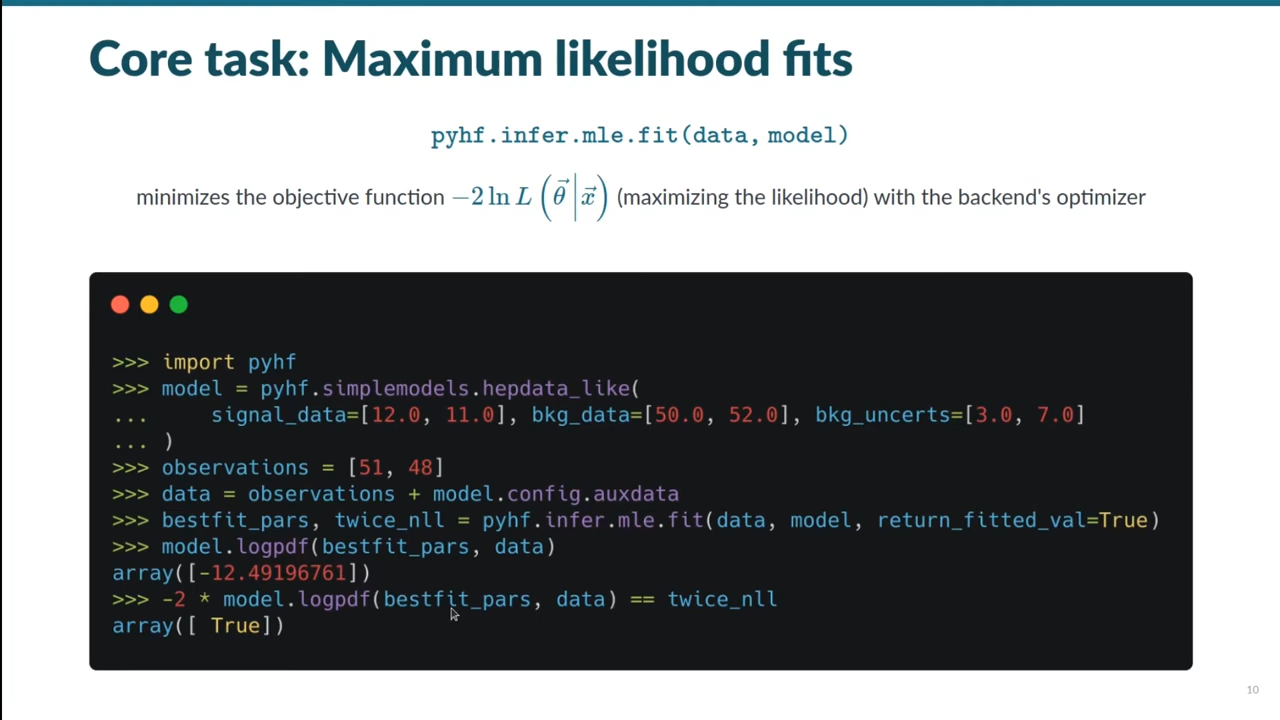 Core task: Maximum likelihood fits
pyhf.infer.mle.fit(data, model)
minimizes the objective function −2 ln L (θ⃗ | x⃗) (maximizing the likelihood) with the backend's optimizer
>>> import pyhf
>>> model = pyhf.simplemodels.hepdata_like(
...     signal_data=[12.0, 11.0], bkg_data=[50.0, 52.0], bkg_uncerts=[3.0, 7.0]
... )
>>> observations = [51, 48]
>>> data = observations + model.config.auxdata
>>> bestfit_pars, twice_nll = pyhf.infer.mle.fit(data, model, return_fitted_val=True)
>>> model.logpdf(bestfit_pars, data)
array([-12.49196761])
>>> -2 * model.logpdf(bestfit_pars, data) == twice_nll
array([ True])
10